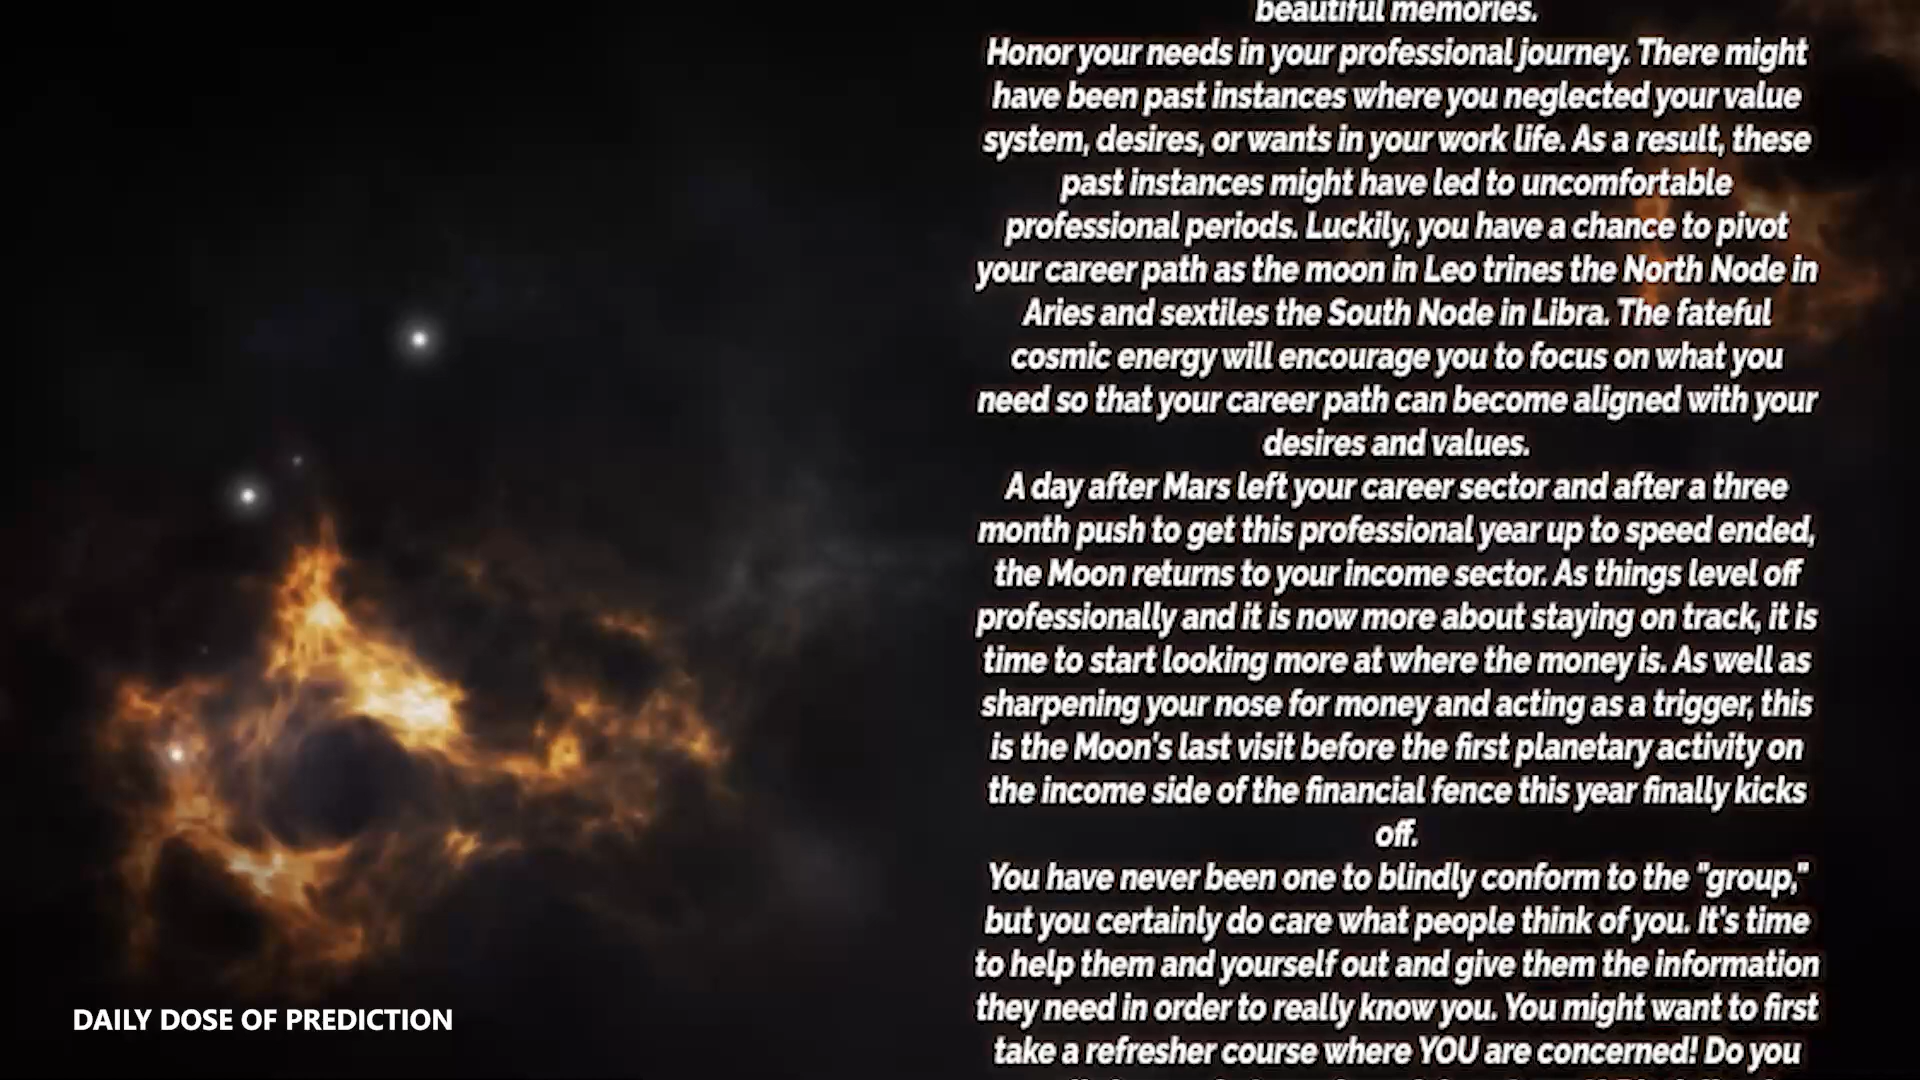 beautiful memories.
Honor your needs in your professional journey. There might
have been past instances where you neglected your value
system, desires, or wants in your work life. As a result, these
past instances might have led to uncomfortable
professional periods. Luckily, you have a chance to pivot
your career path as the moon in Leo trines the North Node in
Aries and sextiles the South Node in Libra. The fateful
cosmic energy will encourage you to focus on what you
need so that your career path can become aligned with your
desires and values.
A day after Mars left your career sector and after a three
month push to get this professional year up to speed ended,
the Moon returns to your income sector. As things level off
professionally and it is now more about staying on track, it is
time to start looking more at where the money is. As well as
sharpening your nose for money and acting as a trigger, this
is the Moon's last visit before the first planetary activity on
the income side of the financial fence this year finally kicks
off.
You have never been one to blindly conform to the "group,"
but you certainly do care what people think of you. It's time
to help them and yourself out and give them the information
they need in order to really know you. You might want to first
take a refresher course where YOU are concerned! Do you
DAILY DOSE OF PREDICTION